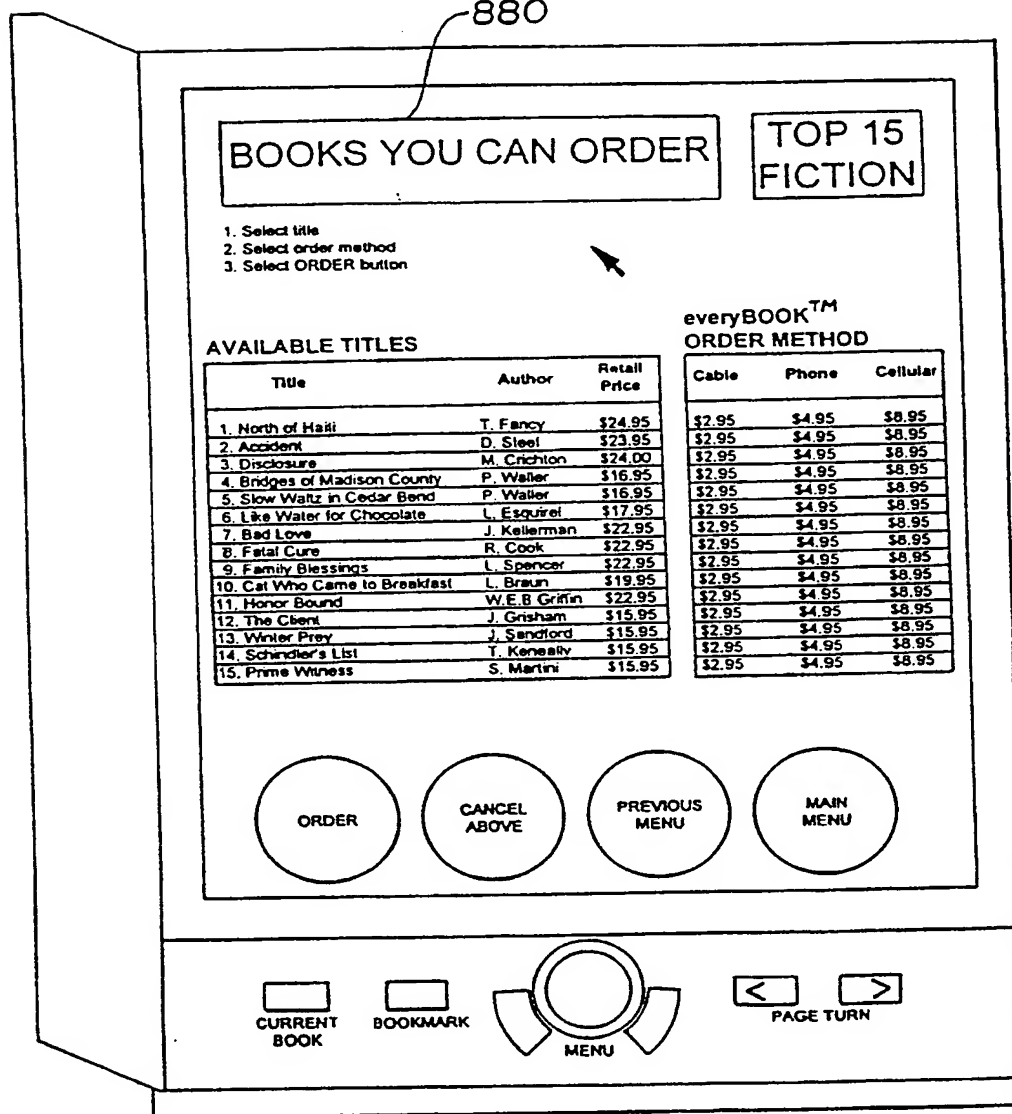 880
BOOKS YOU CAN ORDER
TOP 15
FICTION
1. Select title
2. Select order method
3. Select ORDER button
AVAILABLE TITLES
everyBOOK™
ORDER METHOD
Title Author Retail Price Cable Phone Cellular
1. North of Haiti T. Fancy $24.95 $2.95 $4.95 $8.95
2. Accident D. Steel $23.95 $2.95 $4.95 $8.95
3. Disclosure M. Crichton $24.00 $2.95 $4.95 $8.95
4. Bridges of Madison County P. Waller $16.95 $2.95 $4.95 $8.95
5. Slow Waltz in Cedar Bend P. Waller $16.95 $2.95 $4.95 $8.95
6. Like Water for Chocolate L. Esquirel $17.95 $2.95 $4.95 $8.95
7. Bad Love J. Kellerman $22.95 $2.95 $4.95 $8.95
8. Fatal Cure R. Cook $22.95 $2.95 $4.95 $8.95
9. Family Blessings L. Spencer $22.95 $2.95 $4.95 $8.95
10. Cat Who Came to Breakfast L. Braun $19.95 $2.95 $4.95 $8.95
11. Honor Bound W.E.B Griffin $22.95 $2.95 $4.95 $8.95
12. The Client J. Grisham $15.95 $2.95 $4.95 $8.95
13. Winter Prey J. Sandford $15.95 $2.95 $4.95 $8.95
14. Schindler's List T. Keneally $15.95 $2.95 $4.95 $8.95
15. Prime Witness S. Martini $15.95 $2.95 $4.95 $8.95
ORDER
CANCEL
ABOVE
PREVIOUS
MENU
MAIN
MENU
CURRENT
BOOK
BOOKMARK
MENU
< >
PAGE TURN